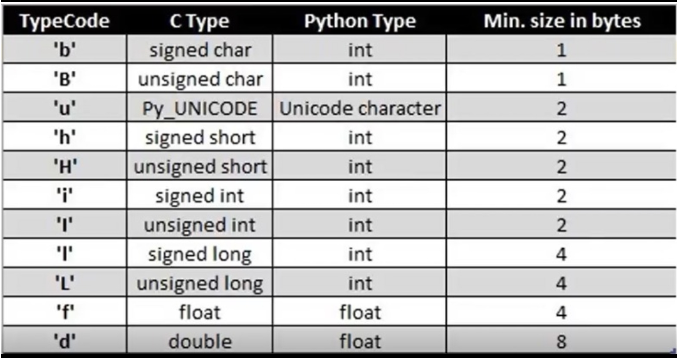 TypeCode C Type Python Type Min. size in bytes
'b' signed char int 1
'B' unsigned char int 1
'u' Py_UNICODE Unicode character 2
'h' signed short int 2
'H' unsigned short int 2
'i' signed int int 2
'I' unsigned int int 2
'l' signed long int 4
'L' unsigned long int 4
'f' float float 4
'd' double float 8